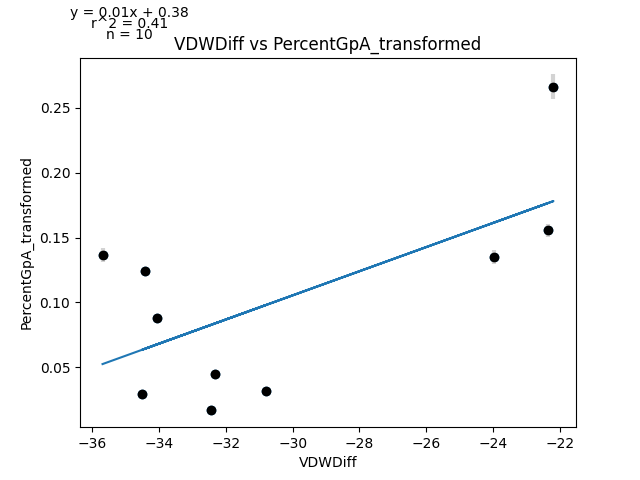 y = 0.01x + 0.38
r^2 = 0.41
n = 10
VDWDiff vs PercentGpA_transformed
PercentGpA_transformed
0.25
0.20
0.15
0.10
0.05
−36 −34 −32 −30 −28 −26 −24 −22
VDWDiff